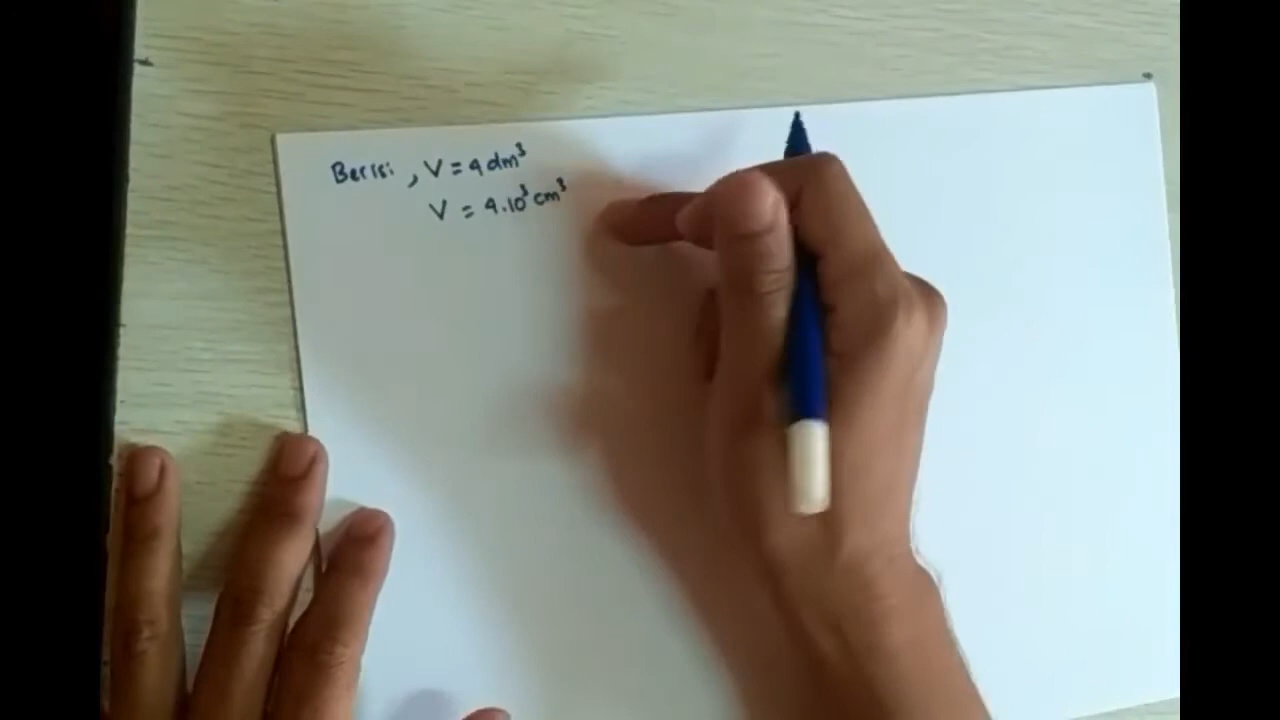 Berisi, V = 4 dm³
V = 4.10³ cm³